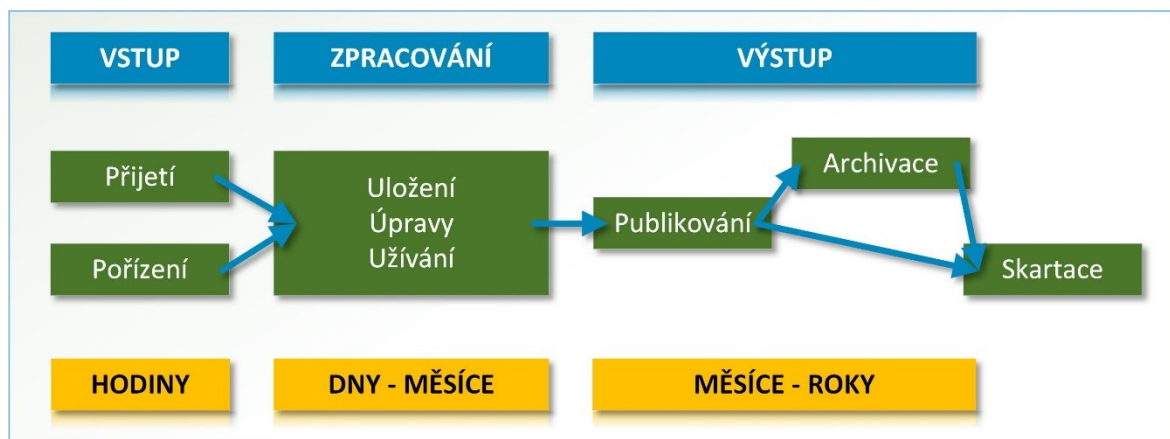 VSTUP
ZPRACOVÁNÍ
VÝSTUP
Přijetí
Pořízení
Uložení
Úpravy
Užívání
Publikování
Archivace
Skartace
HODINY
DNY - MĚSÍCE
MĚSÍCE - ROKY